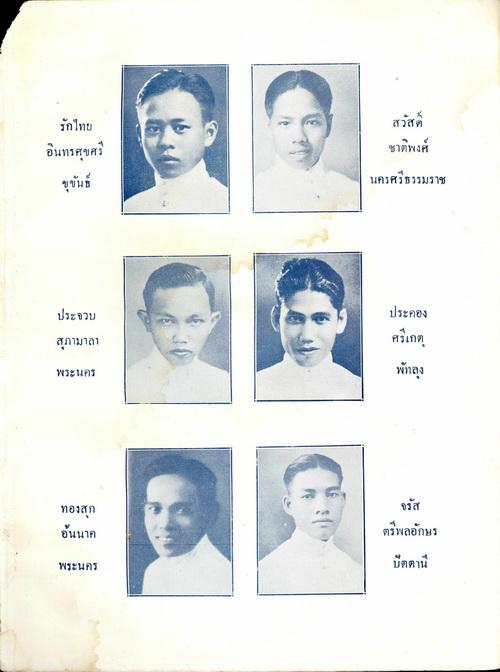 รักไทย
อินทรศุขศรี
ขุขันธ์
สวัสดิ์
ชาติพงศ์
นครศรีธรรมราช
ประจวบ
สุภามาลา
พระนคร
ประคอง
ศรีเกตุ
พัทลุง
ทองสุก
อ้นนาค
พระนคร
จรัส
ตรีพลอักษร
ปัตตานี